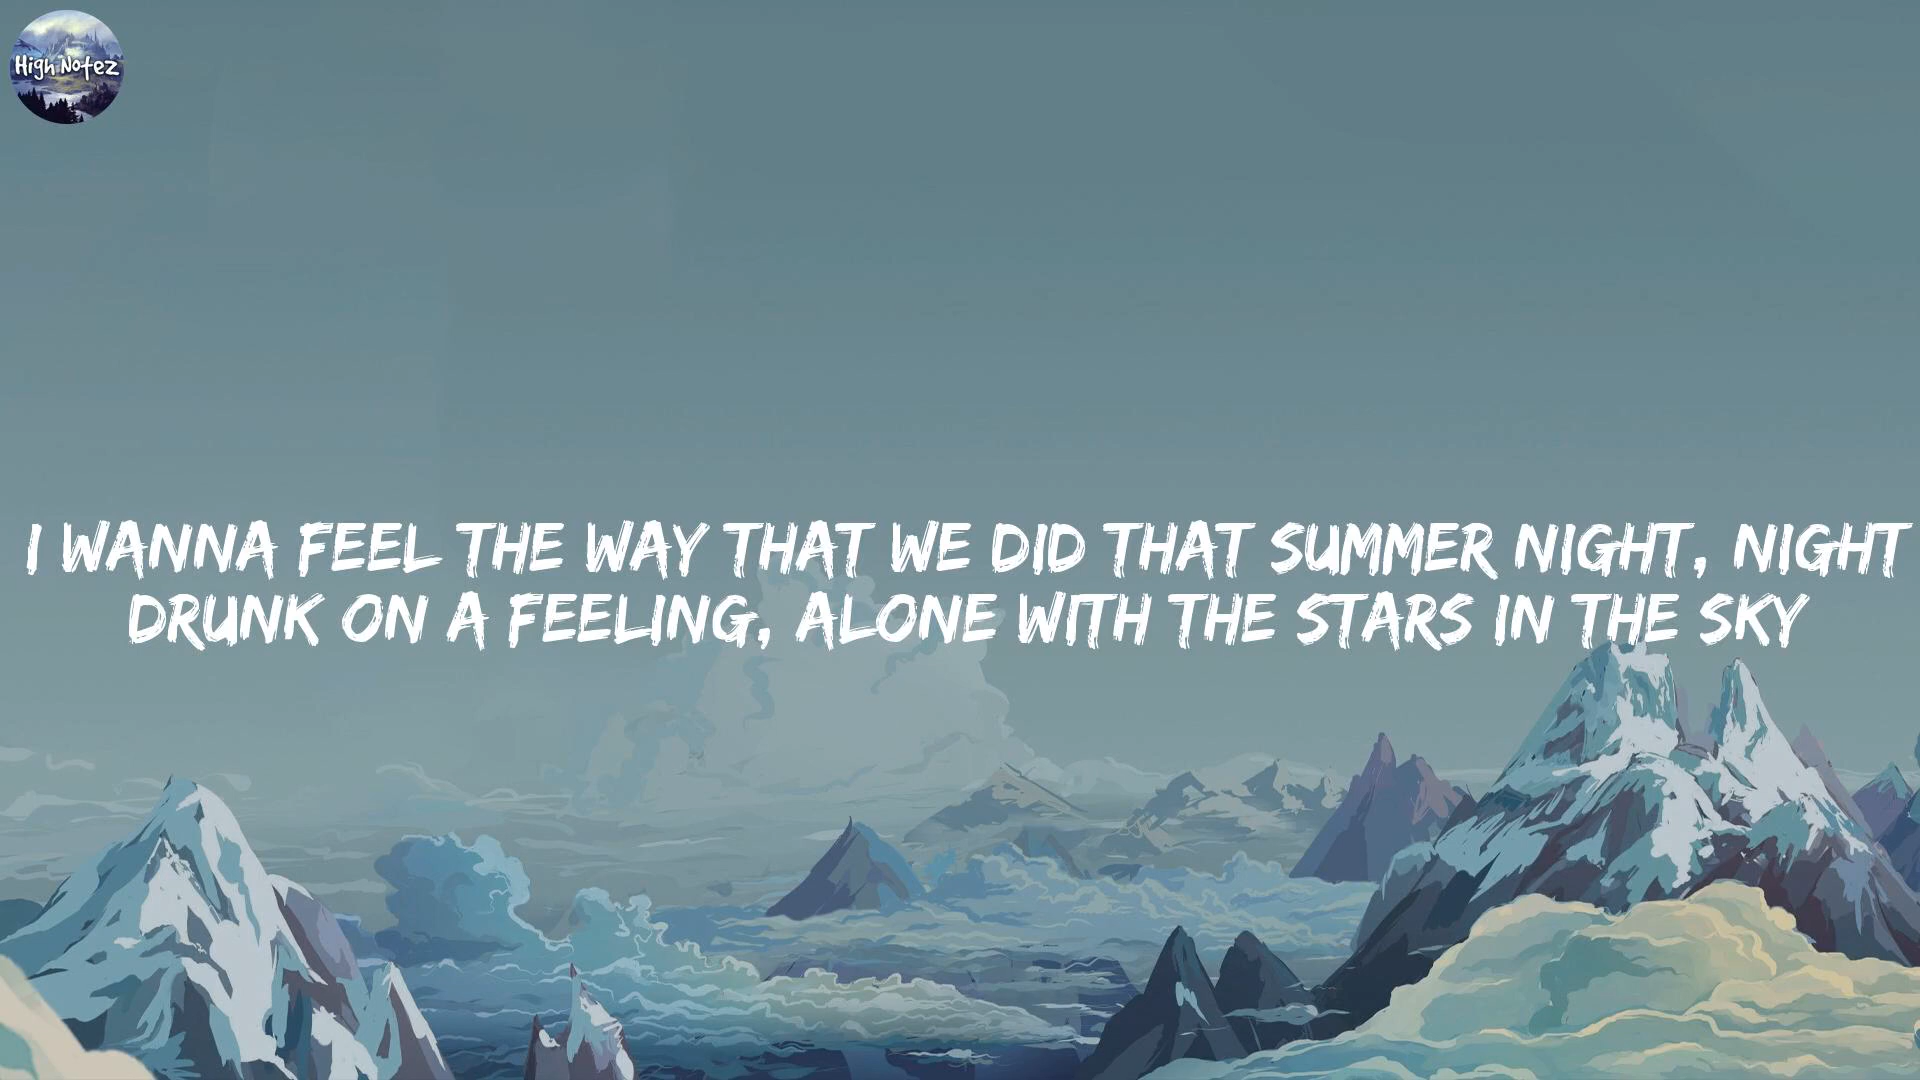 High Notez
I WANNA FEEL THE WAY THAT WE DID THAT SUMMER NIGHT, NIGHT
DRUNK ON A FEELING, ALONE WITH THE STARS IN THE SKY